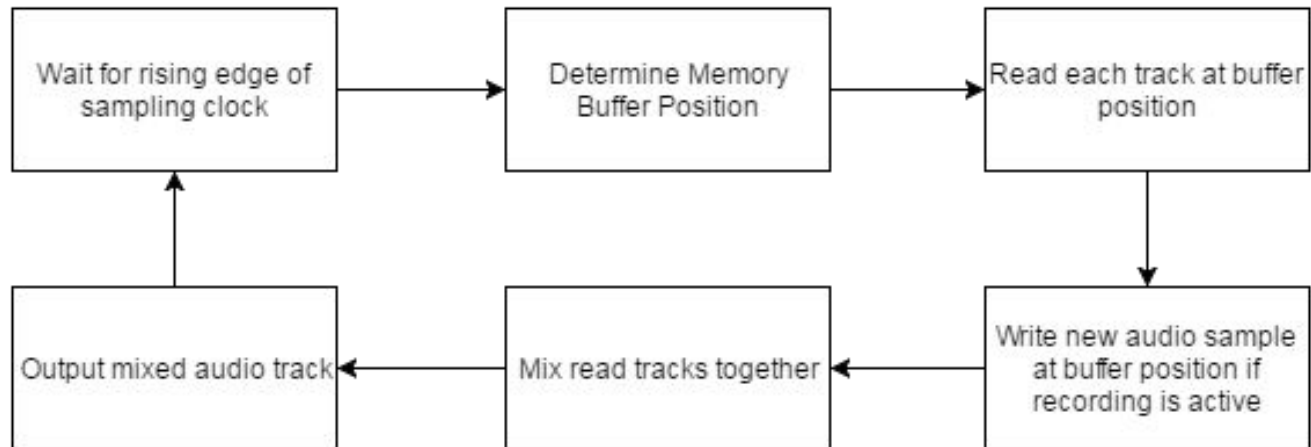 Wait for rising edge of
sampling clock
Determine Memory
Buffer Position
Read each track at buffer
position
Write new audio sample
at buffer position if
recording is active
Mix read tracks together
Output mixed audio track